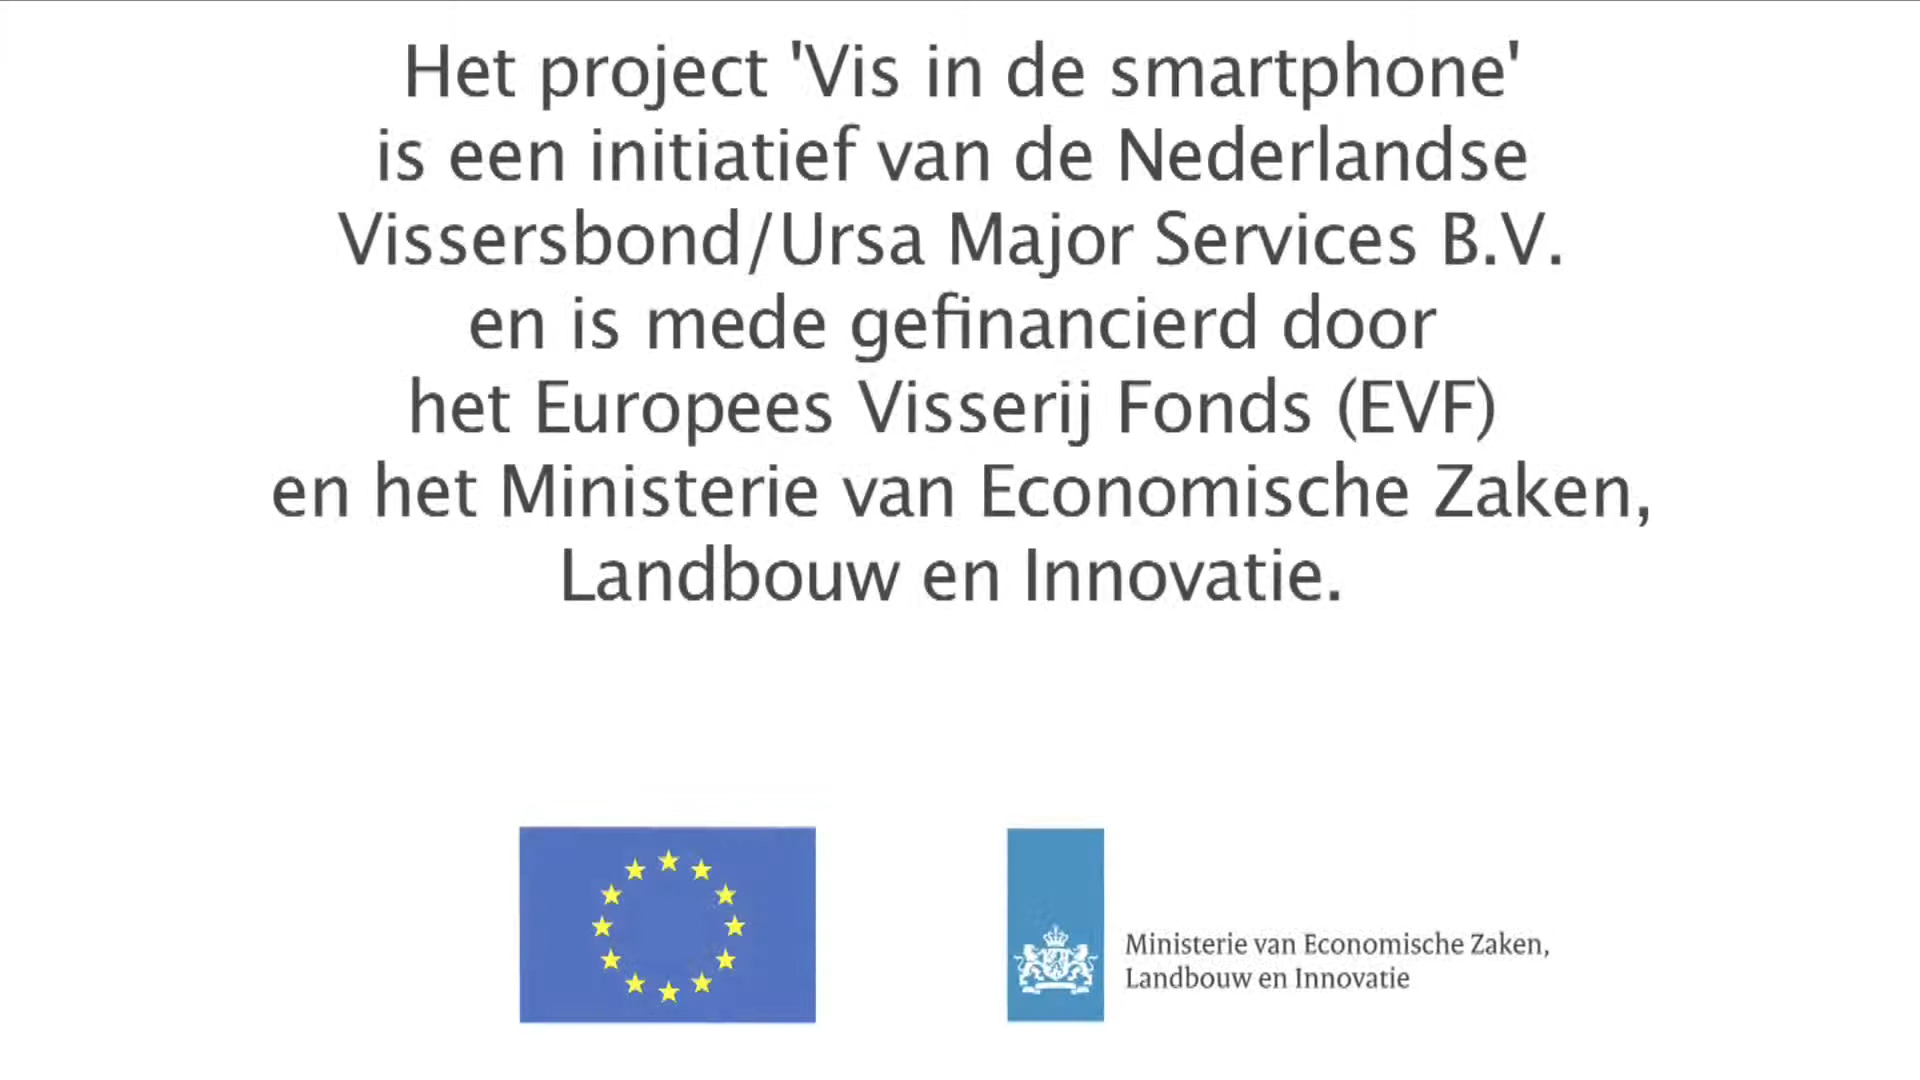 Het project 'Vis in de smartphone'
is een initiatief van de Nederlandse
Vissersbond/Ursa Major Services B.V.
en is mede gefinancierd door
het Europees Visserij Fonds (EVF)
en het Ministerie van Economische Zaken,
Landbouw en Innovatie.
Ministerie van Economische Zaken,
Landbouw en Innovatie